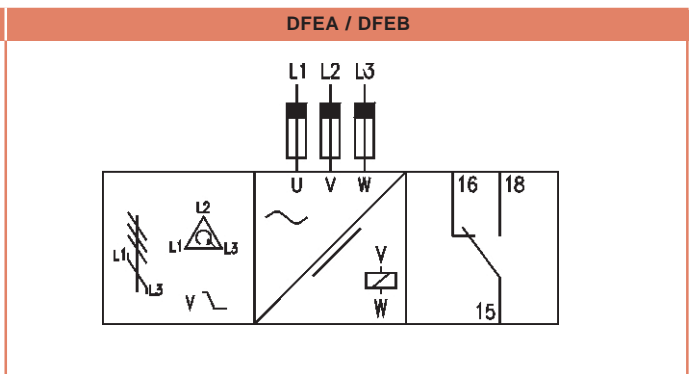 DFEA / DFEB
L1 L2 L3
U V W
16 18
L2
L1 L3
L1
L3
V
V
W
15